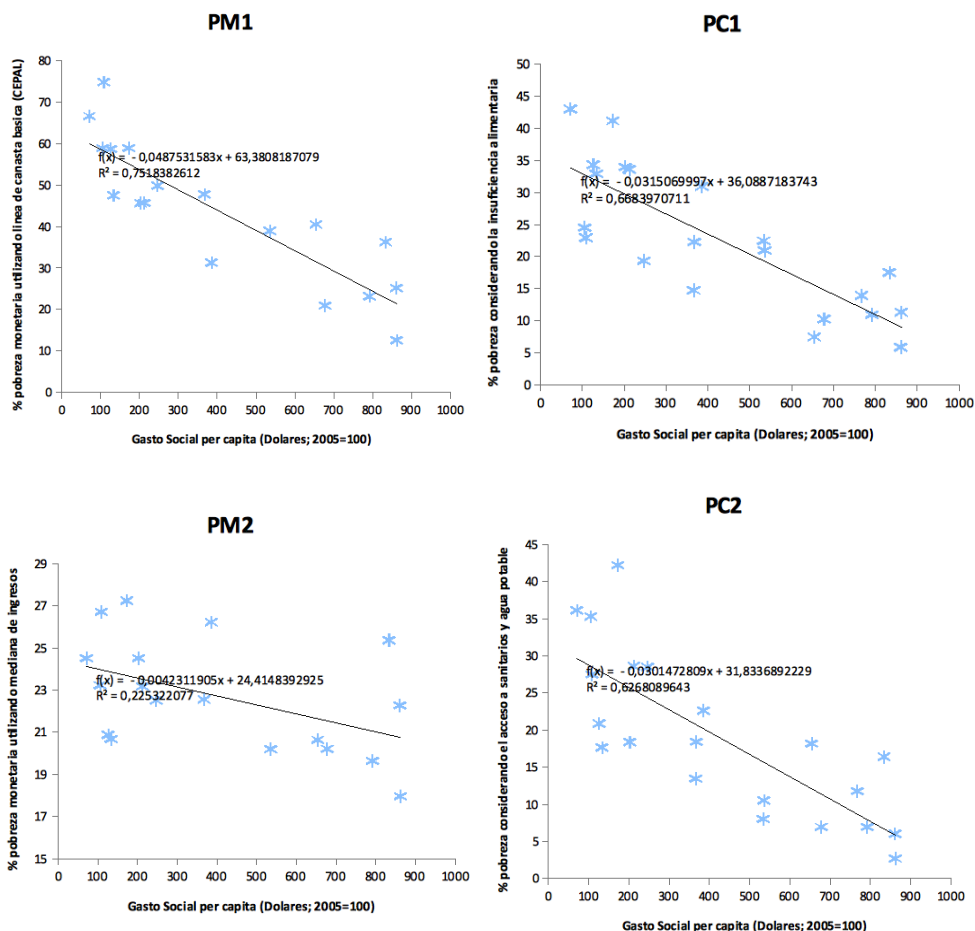 PM1
% pobreza monetaria utilizando linea de canasta basica (CEPAL)
80
70
60
50
40
30
20
10
0
f(x) = - 0,0487531583x + 63,3808187079
R² = 0,7518382612
0 100 200 300 400 500 600 700 800 900 1000
Gasto Social per capita (Dolares; 2005=100)
PC1
% pobreza considerando la insuficiencia alimentaria
50
45
40
35
30
25
20
15
10
5
0
f(x) = - 0,0315069997x + 36,0887183743
R² = 0,6683970711
0 100 200 300 400 500 600 700 800 900 1000
Gasto Social per capita (Dolares; 2005=100)
PM2
% pobreza monetaria utilizando mediana de ingresos
29
27
25
23
21
19
17
15
f(x) = - 0,0042311905x + 24,4148392925
R² = 0,225322077
0 100 200 300 400 500 600 700 800 900 1000
Gasto Social per capita (Dolares; 2005=100)
PC2
% pobreza considerando el acceso a sanitarios y agua potable
45
40
35
30
25
20
15
10
5
0
f(x) = - 0,0301472809x + 31,8336892229
R² = 0,6268089643
0 100 200 300 400 500 600 700 800 900 1000
Gasto Social per capita (Dolares; 2005=100)